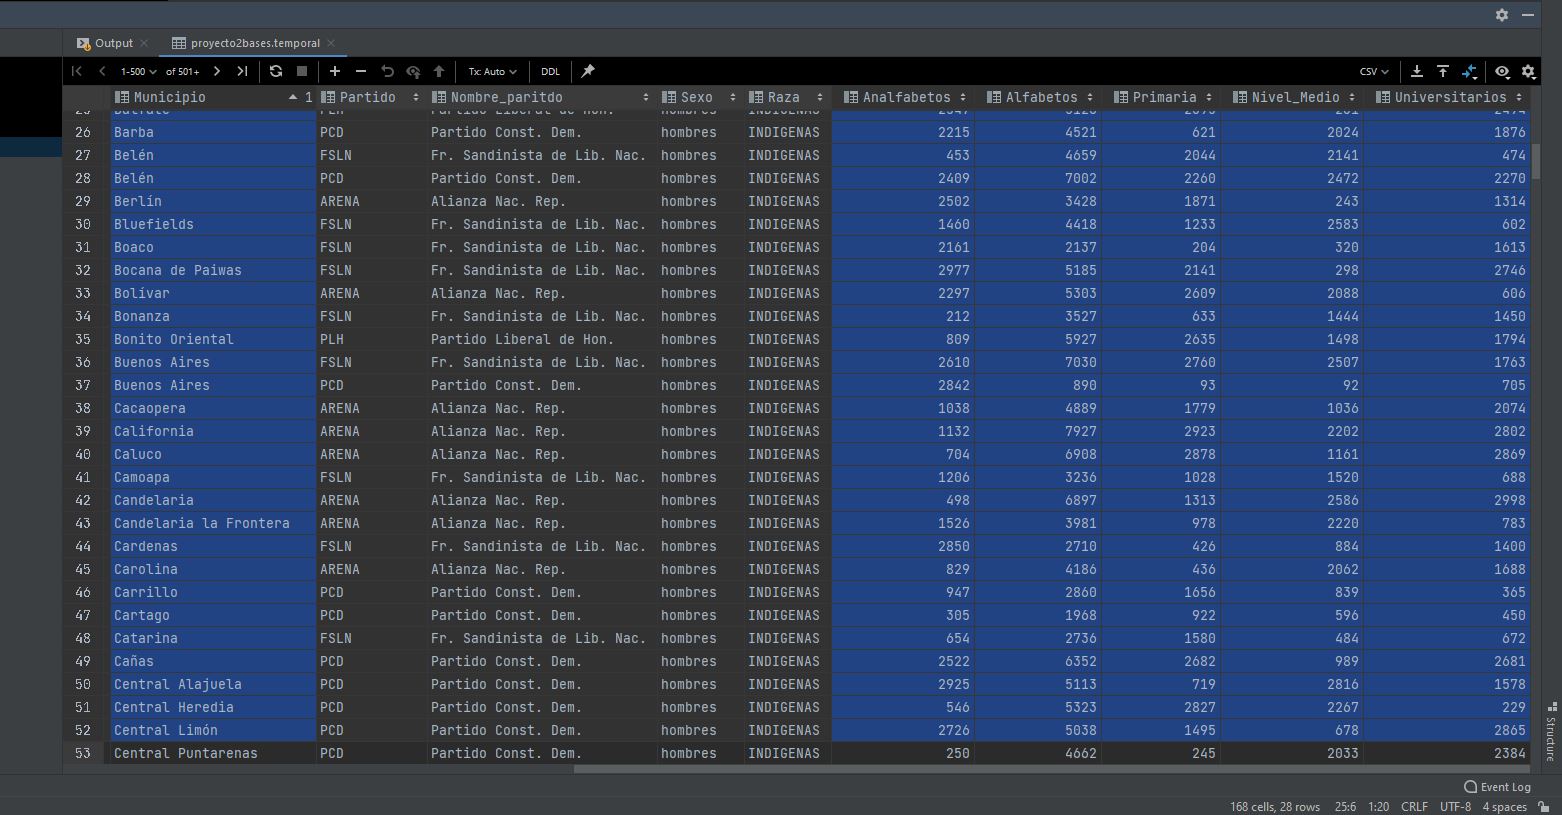 Output
proyecto2bases.temporal
1-500 of 501+ Tx: Auto DDL CSV
Municipio 1 Partido Nombre_paritdo Sexo Raza Analfabetos Alfabetos Primaria Nivel_Medio Universitarios
26 Barba PCD Partido Const. Dem. hombres INDIGENAS 2215 4521 621 2024 1876
27 Belén FSLN Fr. Sandinista de Lib. Nac. hombres INDIGENAS 453 4659 2044 2141 474
28 Belén PCD Partido Const. Dem. hombres INDIGENAS 2409 7002 2260 2472 2270
29 Berlín ARENA Alianza Nac. Rep. hombres INDIGENAS 2502 3428 1871 243 1314
30 Bluefields FSLN Fr. Sandinista de Lib. Nac. hombres INDIGENAS 1460 4418 1233 2583 602
31 Boaco FSLN Fr. Sandinista de Lib. Nac. hombres INDIGENAS 2161 2137 204 320 1613
32 Bocana de Paiwas FSLN Fr. Sandinista de Lib. Nac. hombres INDIGENAS 2977 5185 2141 298 2746
33 Bolívar ARENA Alianza Nac. Rep. hombres INDIGENAS 2297 5303 2609 2088 606
34 Bonanza FSLN Fr. Sandinista de Lib. Nac. hombres INDIGENAS 212 3527 633 1444 1450
35 Bonito Oriental PLH Partido Liberal de Hon. hombres INDIGENAS 809 5927 2635 1498 1794
36 Buenos Aires FSLN Fr. Sandinista de Lib. Nac. hombres INDIGENAS 2610 7030 2760 2507 1763
37 Buenos Aires PCD Partido Const. Dem. hombres INDIGENAS 2842 890 93 92 705
38 Cacaopera ARENA Alianza Nac. Rep. hombres INDIGENAS 1038 4889 1779 1036 2074
39 California ARENA Alianza Nac. Rep. hombres INDIGENAS 1132 7927 2923 2202 2802
40 Caluco ARENA Alianza Nac. Rep. hombres INDIGENAS 704 6908 2878 1161 2869
41 Camoapa FSLN Fr. Sandinista de Lib. Nac. hombres INDIGENAS 1206 3236 1028 1520 688
42 Candelaria ARENA Alianza Nac. Rep. hombres INDIGENAS 498 6897 1313 2586 2998
43 Candelaria la Frontera ARENA Alianza Nac. Rep. hombres INDIGENAS 1526 3981 978 2220 783
44 Cardenas FSLN Fr. Sandinista de Lib. Nac. hombres INDIGENAS 2850 2710 426 884 1400
45 Carolina ARENA Alianza Nac. Rep. hombres INDIGENAS 829 4186 436 2062 1688
46 Carrillo PCD Partido Const. Dem. hombres INDIGENAS 947 2860 1656 839 365
47 Cartago PCD Partido Const. Dem. hombres INDIGENAS 305 1968 922 596 450
48 Catarina FSLN Fr. Sandinista de Lib. Nac. hombres INDIGENAS 654 2736 1580 484 672
49 Cañas PCD Partido Const. Dem. hombres INDIGENAS 2522 6352 2682 989 2681
50 Central Alajuela PCD Partido Const. Dem. hombres INDIGENAS 2925 5113 719 2816 1578
51 Central Heredia PCD Partido Const. Dem. hombres INDIGENAS 546 5323 2827 2267 229
52 Central Limón PCD Partido Const. Dem. hombres INDIGENAS 2726 5038 1495 678 2865
53 Central Puntarenas PCD Partido Const. Dem. hombres INDIGENAS 250 4662 245 2033 2384
Structure
Event Log
168 cells, 28 rows 25:6 1:20 CRLF UTF-8 4 spaces